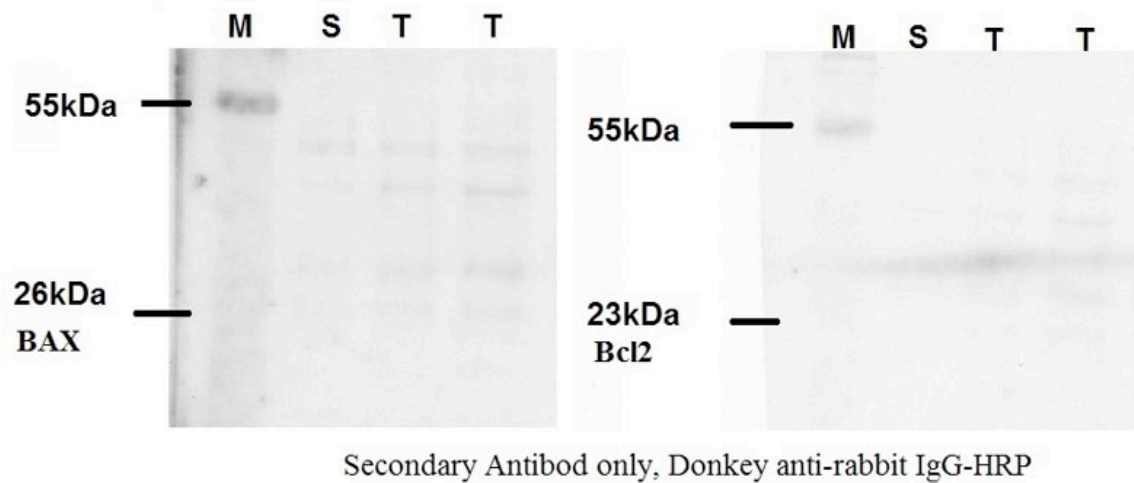 M S T T
55kDa
26kDa
BAX
M S T T
55kDa
23kDa
Bcl2
Secondary Antibod only, Donkey anti-rabbit IgG-HRP